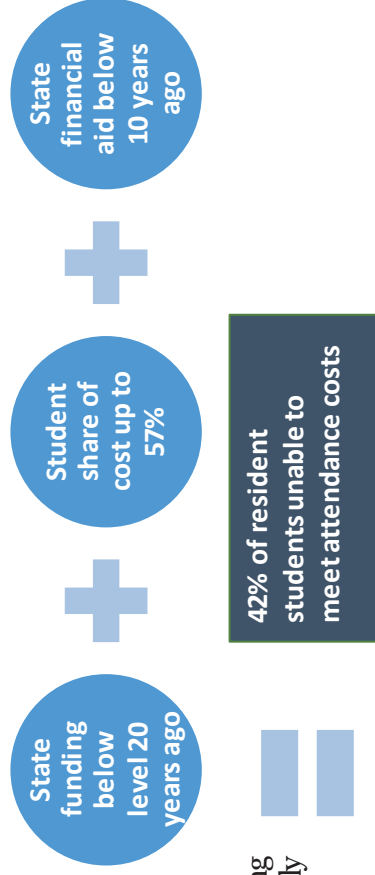 State
funding
below
level 20
years ago
Student
share of
cost up to
57%
State
financial
aid below
10 years
ago
42% of resident
students unable to
meet attendance costs